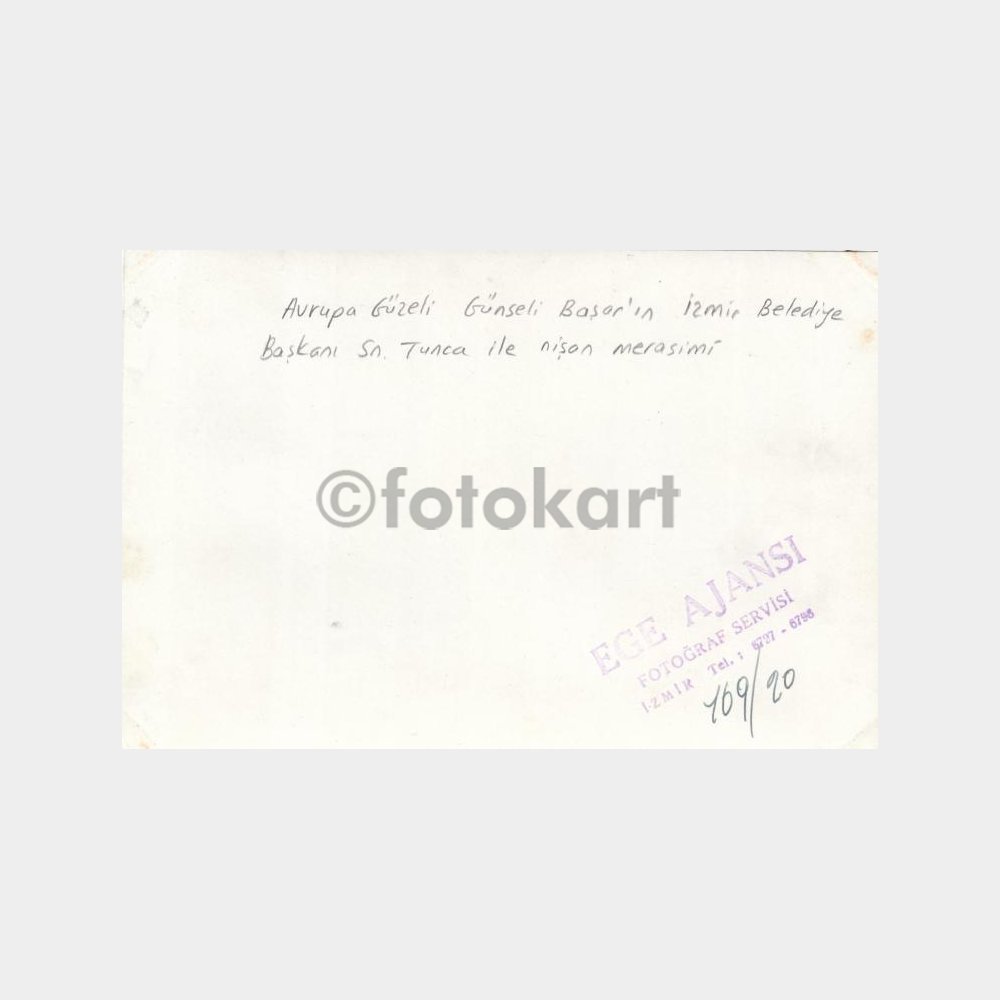 Avrupa Güzeli Günseli Başar'ın İzmir Belediye
Başkanı Sn. Tunca ile nişan merasimi
©fotokart
EGE AJANSI
FOTOĞRAF SERVİSİ
İZMİR Tel. : 6797 - 6798
169/20